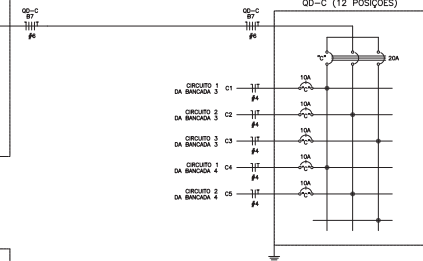 QD-C (12 POSIÇÕES)
QD-C
B7
#6
QD-C
B7
#6
"C"
20A
CIRCUITO 1
DA BANCADA 3
C1
#4
10A
"C"
CIRCUITO 2
DA BANCADA 3
C2
#4
10A
"C"
CIRCUITO 3
DA BANCADA 3
C3
#4
10A
"C"
CIRCUITO 1
DA BANCADA 4
C4
#4
10A
"C"
CIRCUITO 2
DA BANCADA 4
C5
#4
10A
"C"